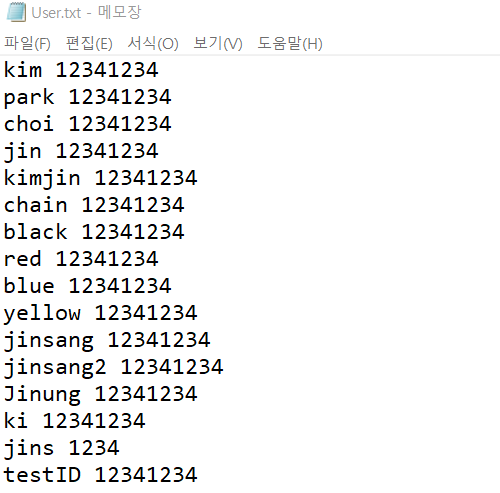 User.txt - 메모장
파일(F) 편집(E) 서식(O) 보기(V) 도움말(H)
kim 12341234
park 12341234
choi 12341234
jin 12341234
kimjin 12341234
chain 12341234
black 12341234
red 12341234
blue 12341234
yellow 12341234
jinsang 12341234
jinsang2 12341234
Jinung 12341234
ki 12341234
jins 1234
testID 12341234